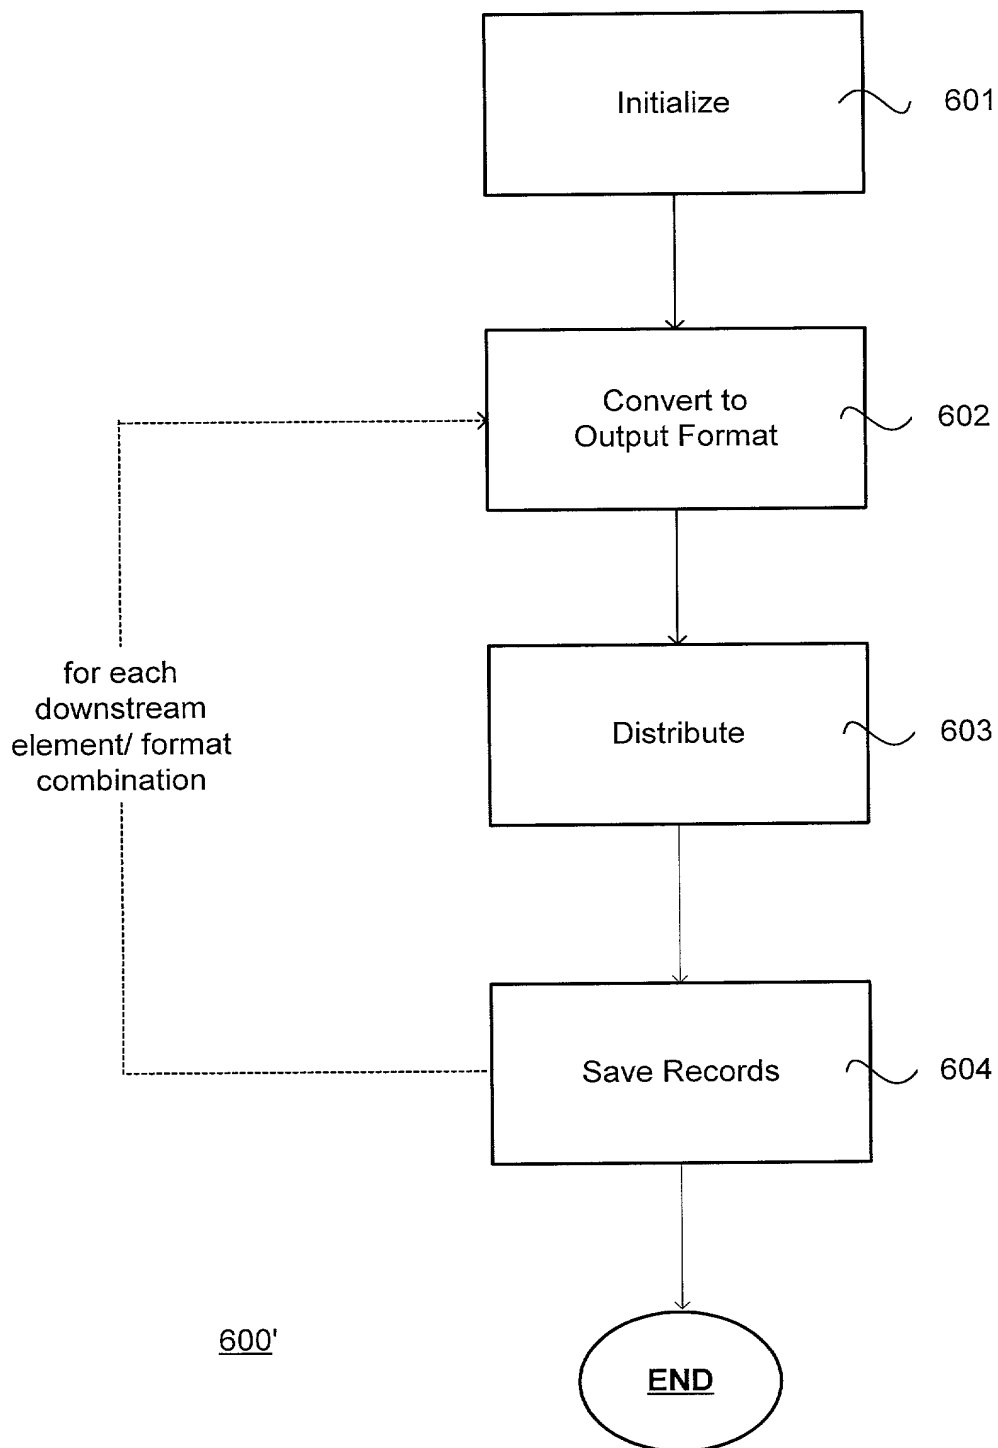 Initialize
601
Convert to
Output Format
602
for each
downstream
element/ format
combination
Distribute
603
Save Records
604
600'
END